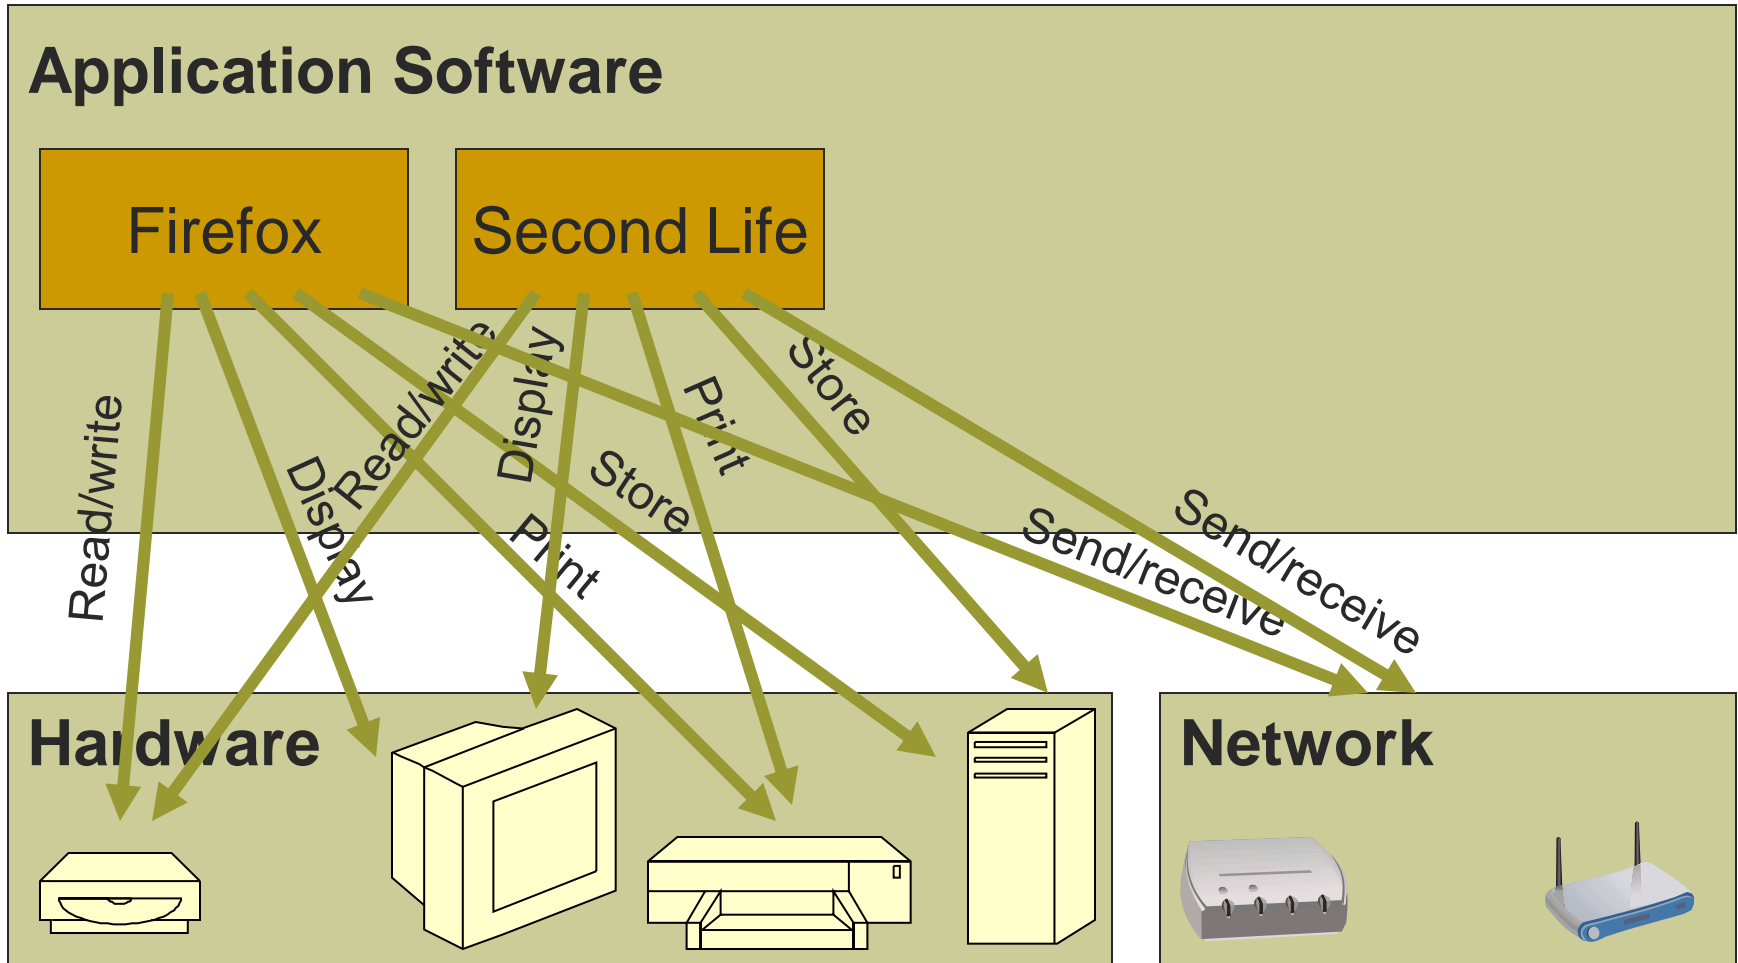 Application Software
Firefox
Second Life
Read/write
Display
Read/write
Print
Display
Store
Print
Store
Send/receive
Send/receive
Hardware
Network